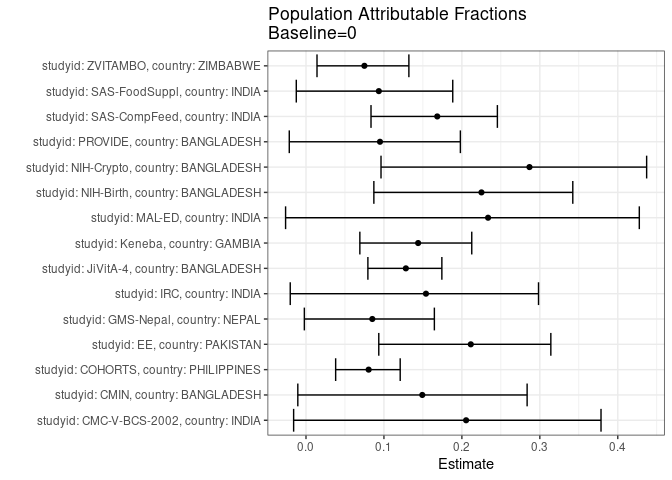 Population Attributable Fractions
Baseline=0
studyid: ZVITAMBO, country: ZIMBABWE
studyid: SAS-FoodSuppl, country: INDIA
studyid: SAS-CompFeed, country: INDIA
studyid: PROVIDE, country: BANGLADESH
studyid: NIH-Crypto, country: BANGLADESH
studyid: NIH-Birth, country: BANGLADESH
studyid: MAL-ED, country: INDIA
studyid: Keneba, country: GAMBIA
studyid: JiVitA-4, country: BANGLADESH
studyid: IRC, country: INDIA
studyid: GMS-Nepal, country: NEPAL
studyid: EE, country: PAKISTAN
studyid: COHORTS, country: PHILIPPINES
studyid: CMIN, country: BANGLADESH
studyid: CMC-V-BCS-2002, country: INDIA
0.0 0.1 0.2 0.3 0.4
Estimate